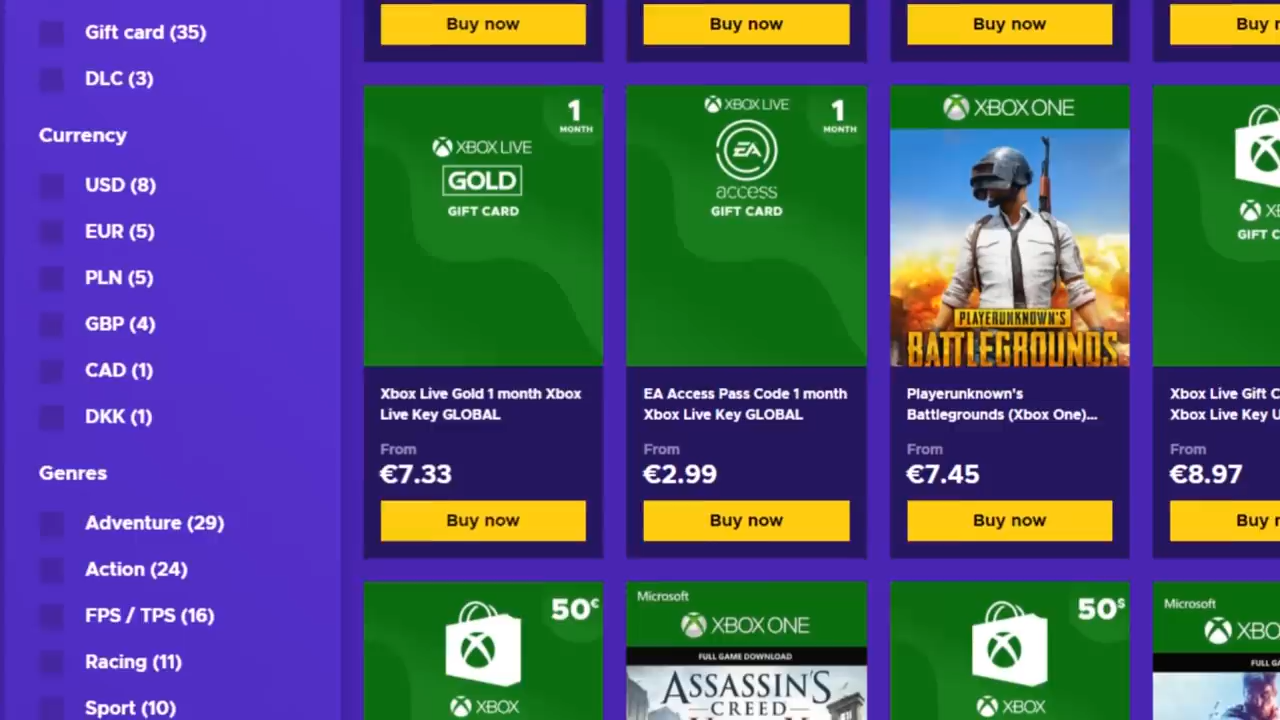 Gift card (35)
DLC (3)
Currency
USD (8)
EUR (5)
PLN (5)
GBP (4)
CAD (1)
DKK (1)
Genres
Adventure (29)
Action (24)
FPS / TPS (16)
Racing (11)
Sport (10)
Buy now
Buy now
Buy now
Buy
1
MONTH
XBOX LIVE
GOLD
GIFT CARD
Xbox Live Gold 1 month Xbox
Live Key GLOBAL
From
€7.33
Buy now
XBOX LIVE
1
MONTH
EA
access
GIFT CARD
EA Access Pass Code 1 month
Xbox Live Key GLOBAL
From
€2.99
Buy now
XBOX ONE
PLAYERUNKNOWN'S
BATTLEGROUNDS
Playerunknown's
Battlegrounds (Xbox One)...
From
€7.45
Buy now
GIFT C
Xbox Live Gift C
Xbox Live Key U
From
€8.97
Buy
50€
XBOX
Microsoft
XBOX ONE
FULL GAME DOWNLOAD
ASSASSIN'S
CREED
50$
XBOX
Microsoft
XBO
FULL GA